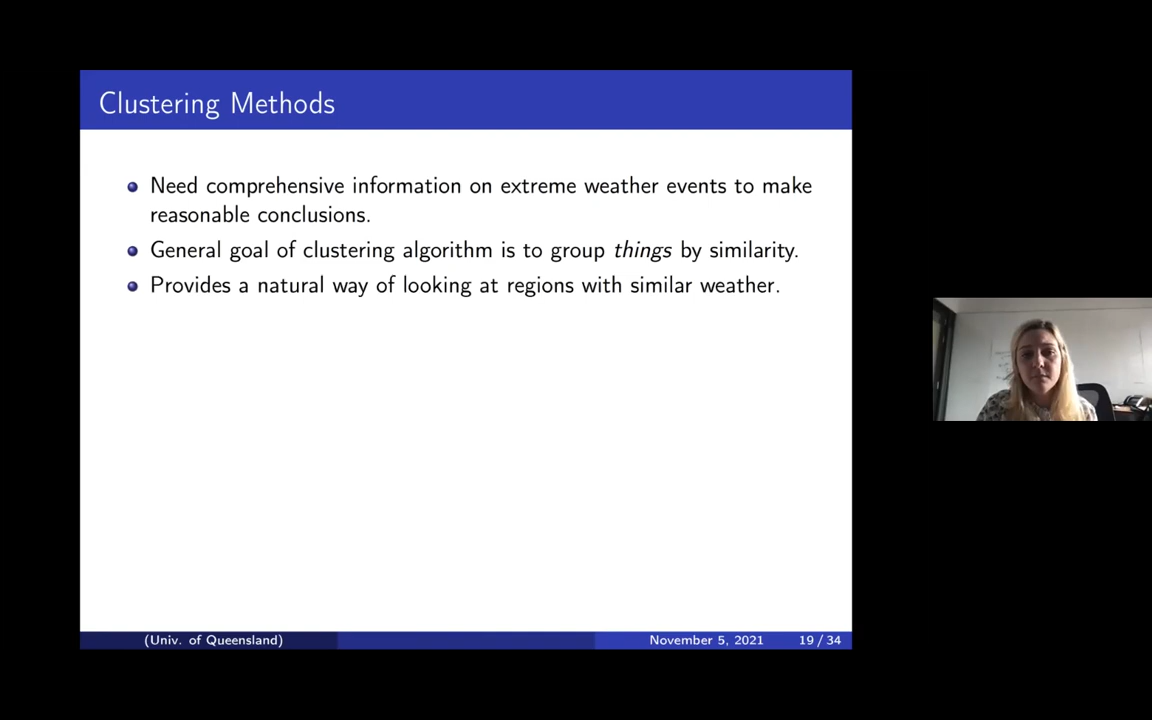 Clustering Methods
Need comprehensive information on extreme weather events to make
reasonable conclusions.
General goal of clustering algorithm is to group things by similarity.
Provides a natural way of looking at regions with similar weather.
(Univ. of Queensland)
November 5, 2021
19 / 34